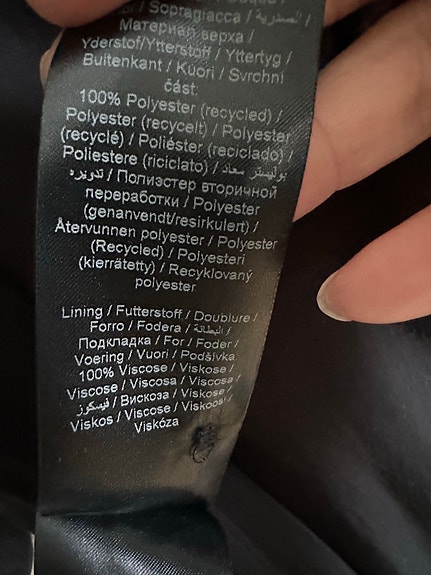 / Sopragiacca / الصدرية /
Материал верха /
Yderstof/Ytterstoff / Yttertyg /
Buitenkant / Kuori / Svrchní
část:
100% Polyester (recycled) /
Polyester (recycelt) / Polyester
(recyclé) / Poliéster (reciclado) /
Poliestere (riciclato) / بوليستر معاد
تدويره / Полиэстер вторичной
переработки / Polyester
(genanvendt/resirkulert) /
Återvunnen polyester / Polyester
(Recycled) / Polyesteri
(kierrätetty) / Recyklovaný
polyester
Lining / Futterstoff / Doublure /
Forro / Fodera / البطانة /
Подкладка / For / Foder /
Voering / Vuori / Podšívka
100% Viscose / Viskose /
Viscose / Viscosa / Viscosa /
فيسكوز / Вискоза / Viskose /
Viskos / Viscose / Viskoosi /
Viskóza